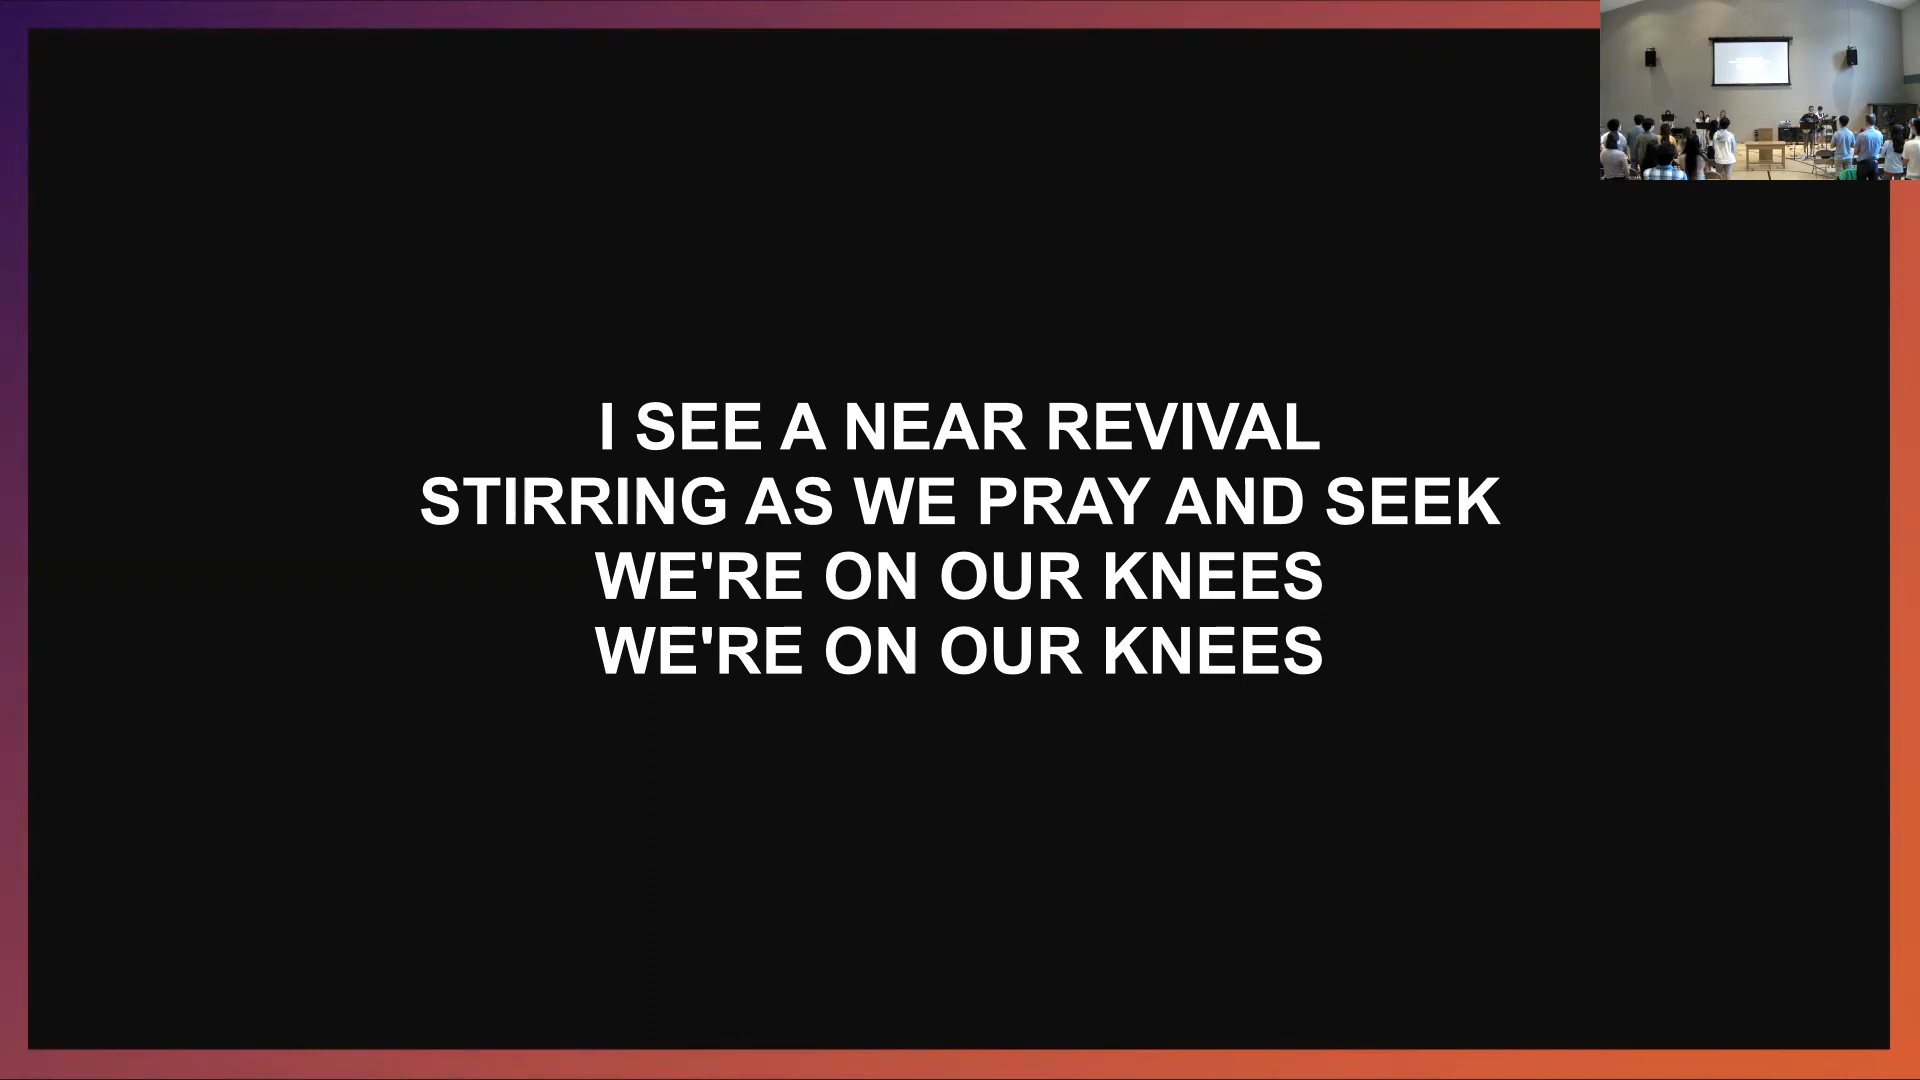 I SEE A NEAR REVIVAL
STIRRING AS WE PRAY AND SEEK
WE'RE ON OUR KNEES
WE'RE ON OUR KNEES